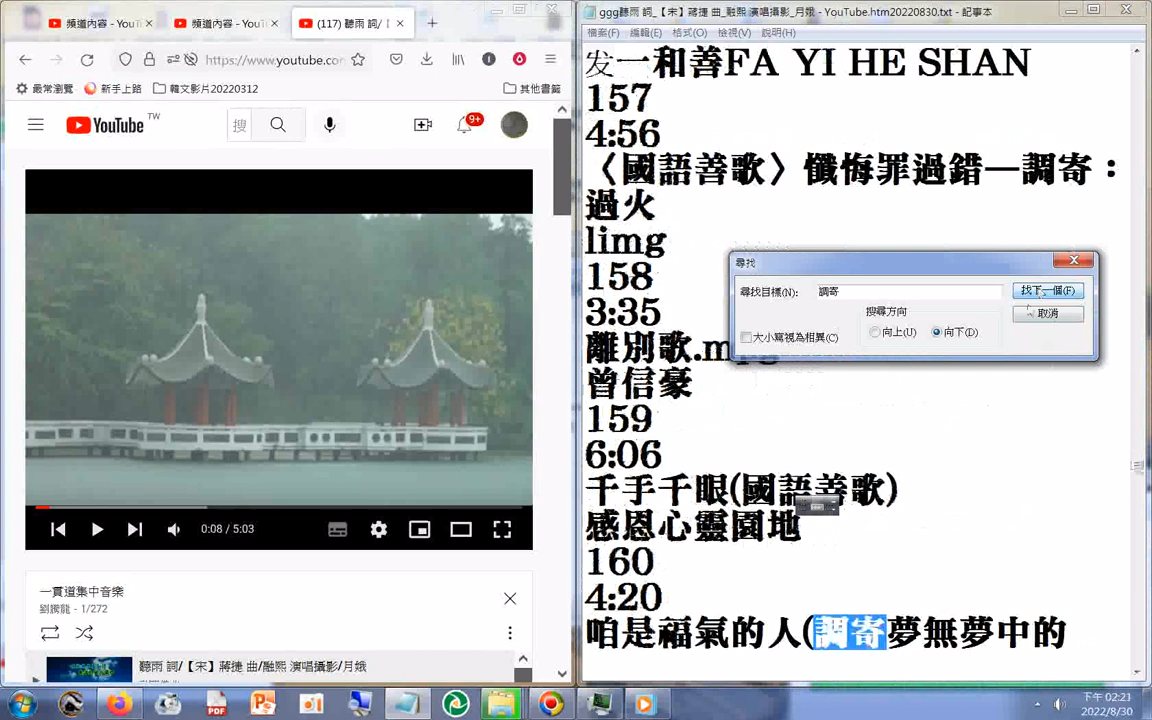 頻道內容 - YouT
頻道內容 - YouTu
(117) 聽雨 詞/【
https://www.youtube.co
最常瀏覽
新手上路
韓文影片20220312
其他書籤
YouTube
TW
搜
9+
0:08 / 5:03
一貫道集中音樂
劉騰龍 - 1/272
聽雨 詞/【宋】蔣捷 曲/融熙 演唱攝影/月娥
ggg聽雨 詞_【宋】蔣捷 曲_融熙 演唱攝影_月娥 - YouTube.htm20220830.txt - 記事本
檔案(F)
編輯(E)
格式(O)
檢視(V)
說明(H)
发一和善FA YI HE SHAN
157
4:56
〈國語善歌〉懺悔罪過錯—調寄：
過火
limg
158
3:35
離別歌.mpg
曾信豪
159
6:06
千手千眼(國語善歌)
感恩心靈園地
160
4:20
咱是福氣的人(調寄夢無夢中的
尋找
尋找目標(N):
調寄
找下一個(F)
取消
搜尋方向
向上(U)
向下(D)
大小寫視為相異(C)
PDF
下午 02:21
2022/8/30